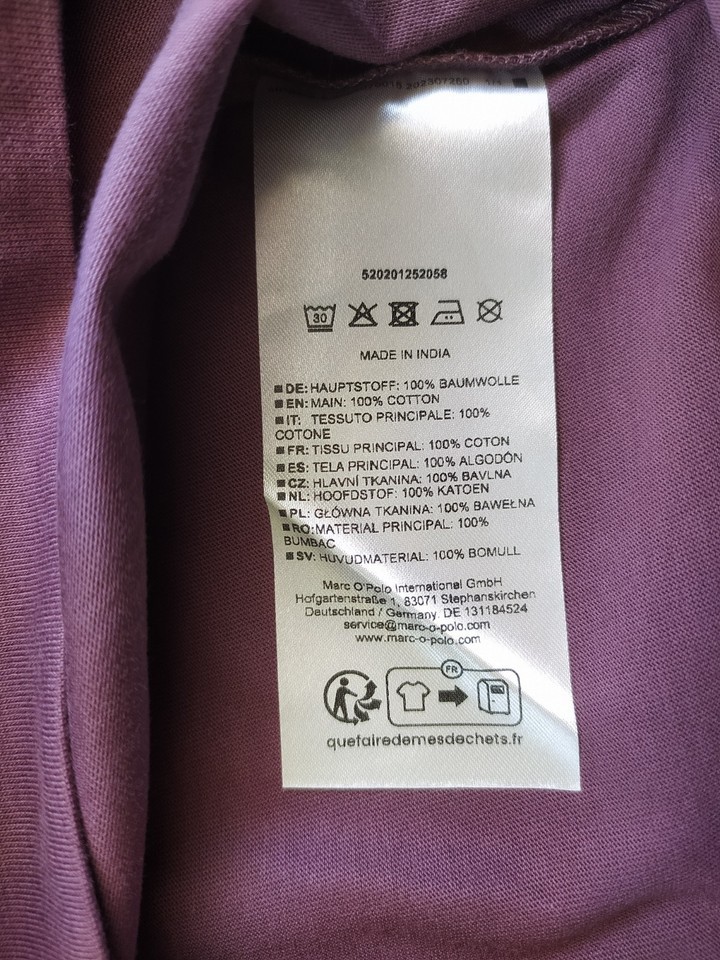 202307260
520201252058
30
MADE IN INDIA
DE: HAUPTSTOFF: 100% BAUMWOLLE
EN: MAIN: 100% COTTON
IT: TESSUTO PRINCIPALE: 100%
COTONE
FR: TISSU PRINCIPAL: 100% COTON
ES: TELA PRINCIPAL: 100% ALGODÓN
CZ: HLAVNÍ TKANINA: 100% BAVLNA
NL: HOOFDSTOF: 100% KATOEN
PL: GŁÓWNA TKANINA: 100% BAWEŁNA
RO: MATERIAL PRINCIPAL: 100%
BUMBAC
SV: HUVUDMATERIAL: 100% BOMULL
Marc O'Polo International GmbH
Hofgartenstraße 1, 83071 Stephanskirchen
Deutschland / Germany. DE 131184524
service@marc-o-polo.com
www.marc-o-polo.com
FR
quefairedemesdechets.fr